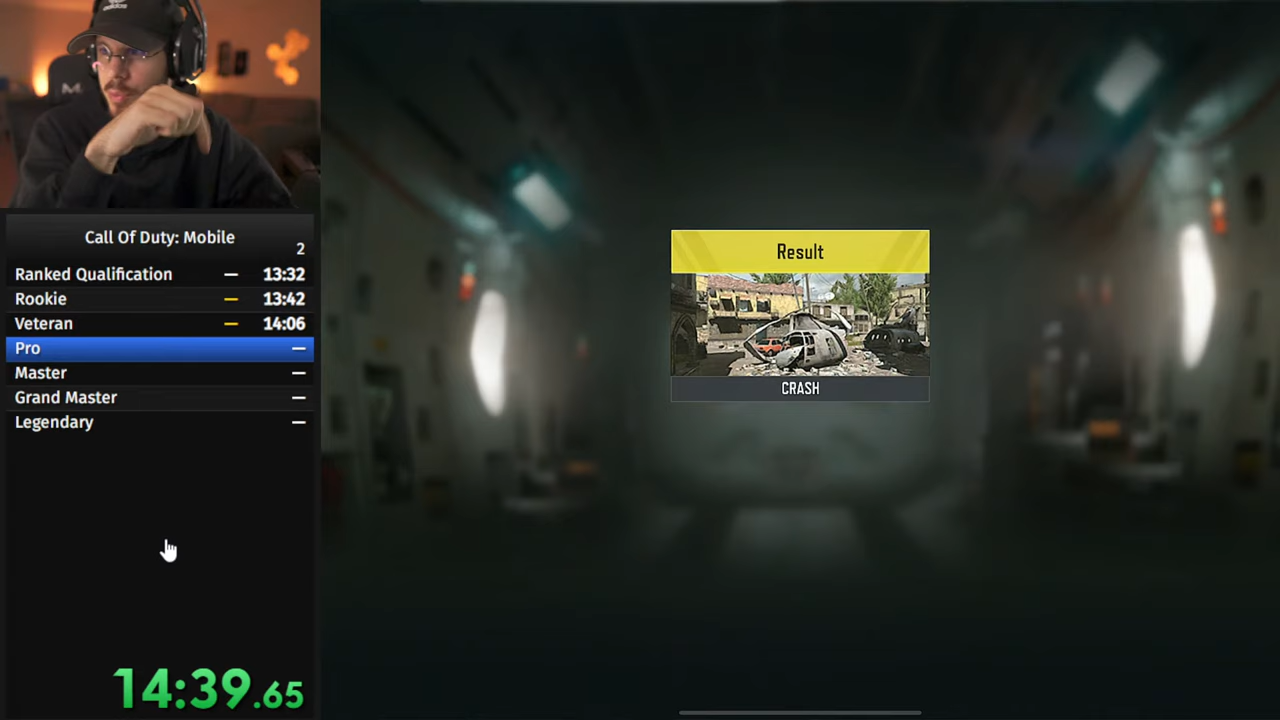 adidas
Call Of Duty: Mobile
2
Ranked Qualification — 13:32
Rookie — 13:42
Veteran — 14:06
Pro —
Master —
Grand Master —
Legendary —
14:39.65
Result
CRASH